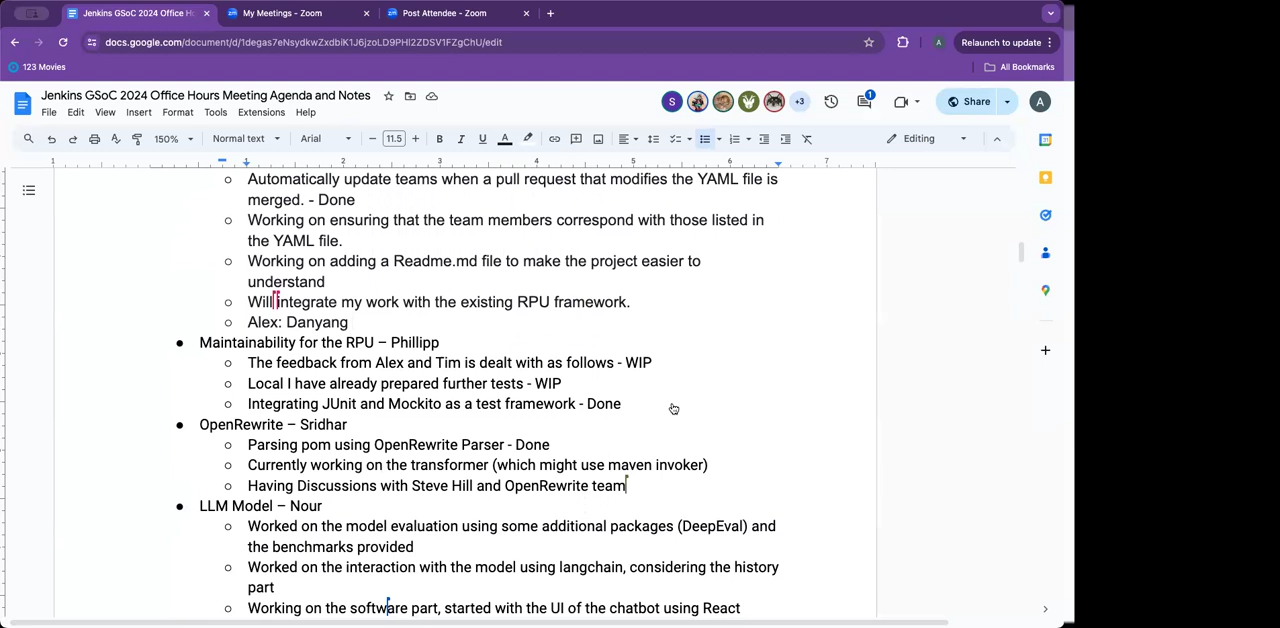 Jenkins GSoC 2024 Office H
My Meetings - Zoom
Post Attendee - Zoom
docs.google.com/document/d/1degas7eNsydkwZxdbiK1J6jzoLD9PHl2ZDSV1FZgChU/edit
A
Relaunch to update
123 Movies
All Bookmarks
Jenkins GSoC 2024 Office Hours Meeting Agenda and Notes
S
+3
1
Share
A
File Edit View Insert Format Tools Extensions Help
150% Normal text Arial 11.5 B I U A Editing
1 1 2 3 4 5 6 7
Automatically update teams when a pull request that modifies the YAML file is
merged. - Done
Working on ensuring that the team members correspond with those listed in
the YAML file.
Working on adding a Readme.md file to make the project easier to
understand
Will integrate my work with the existing RPU framework.
Alex: Danyang
Maintainability for the RPU – Phillipp
The feedback from Alex and Tim is dealt with as follows - WIP
Local I have already prepared further tests - WIP
Integrating JUnit and Mockito as a test framework - Done
OpenRewrite – Sridhar
Parsing pom using OpenRewrite Parser - Done
Currently working on the transformer (which might use maven invoker)
Having Discussions with Steve Hill and OpenRewrite team
LLM Model – Nour
Worked on the model evaluation using some additional packages (DeepEval) and
the benchmarks provided
Worked on the interaction with the model using langchain, considering the history
part
Working on the software part, started with the UI of the chatbot using React